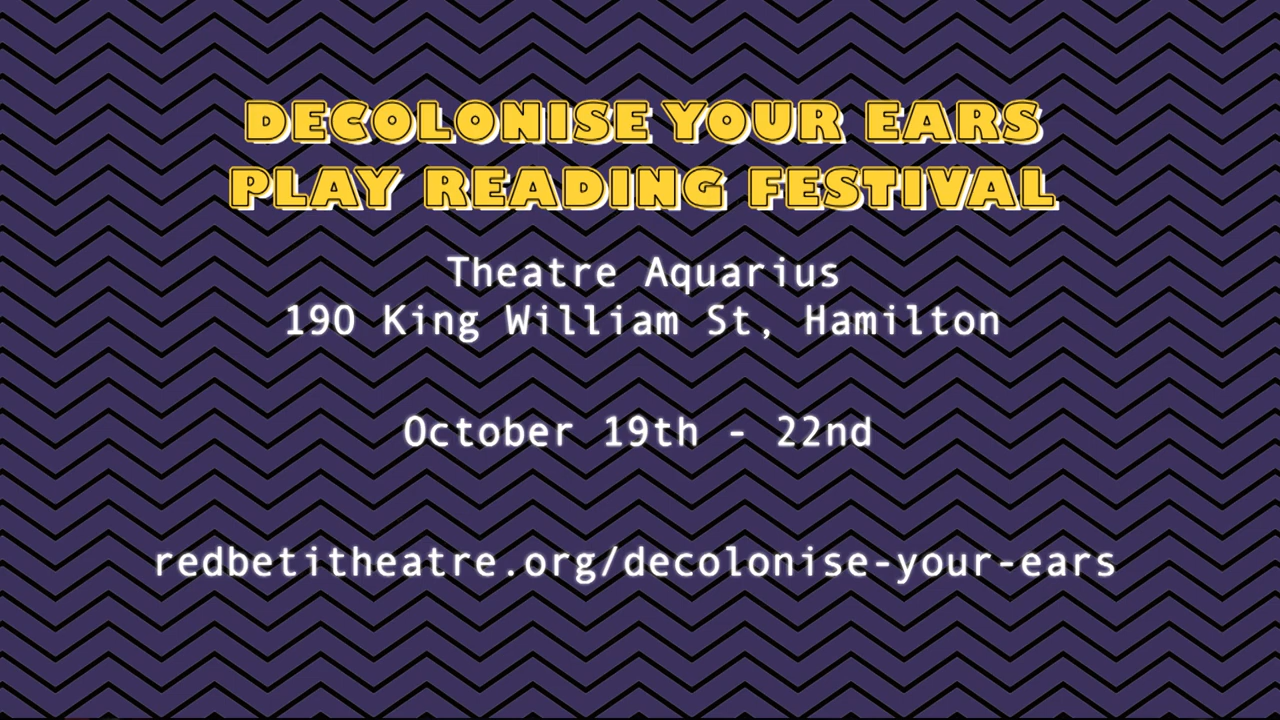 DECOLONISE YOUR EARS
PLAY READING FESTIVAL
Theatre Aquarius
190 King William St, Hamilton
October 19th - 22nd
redbetitheatre.org/decolonise-your-ears